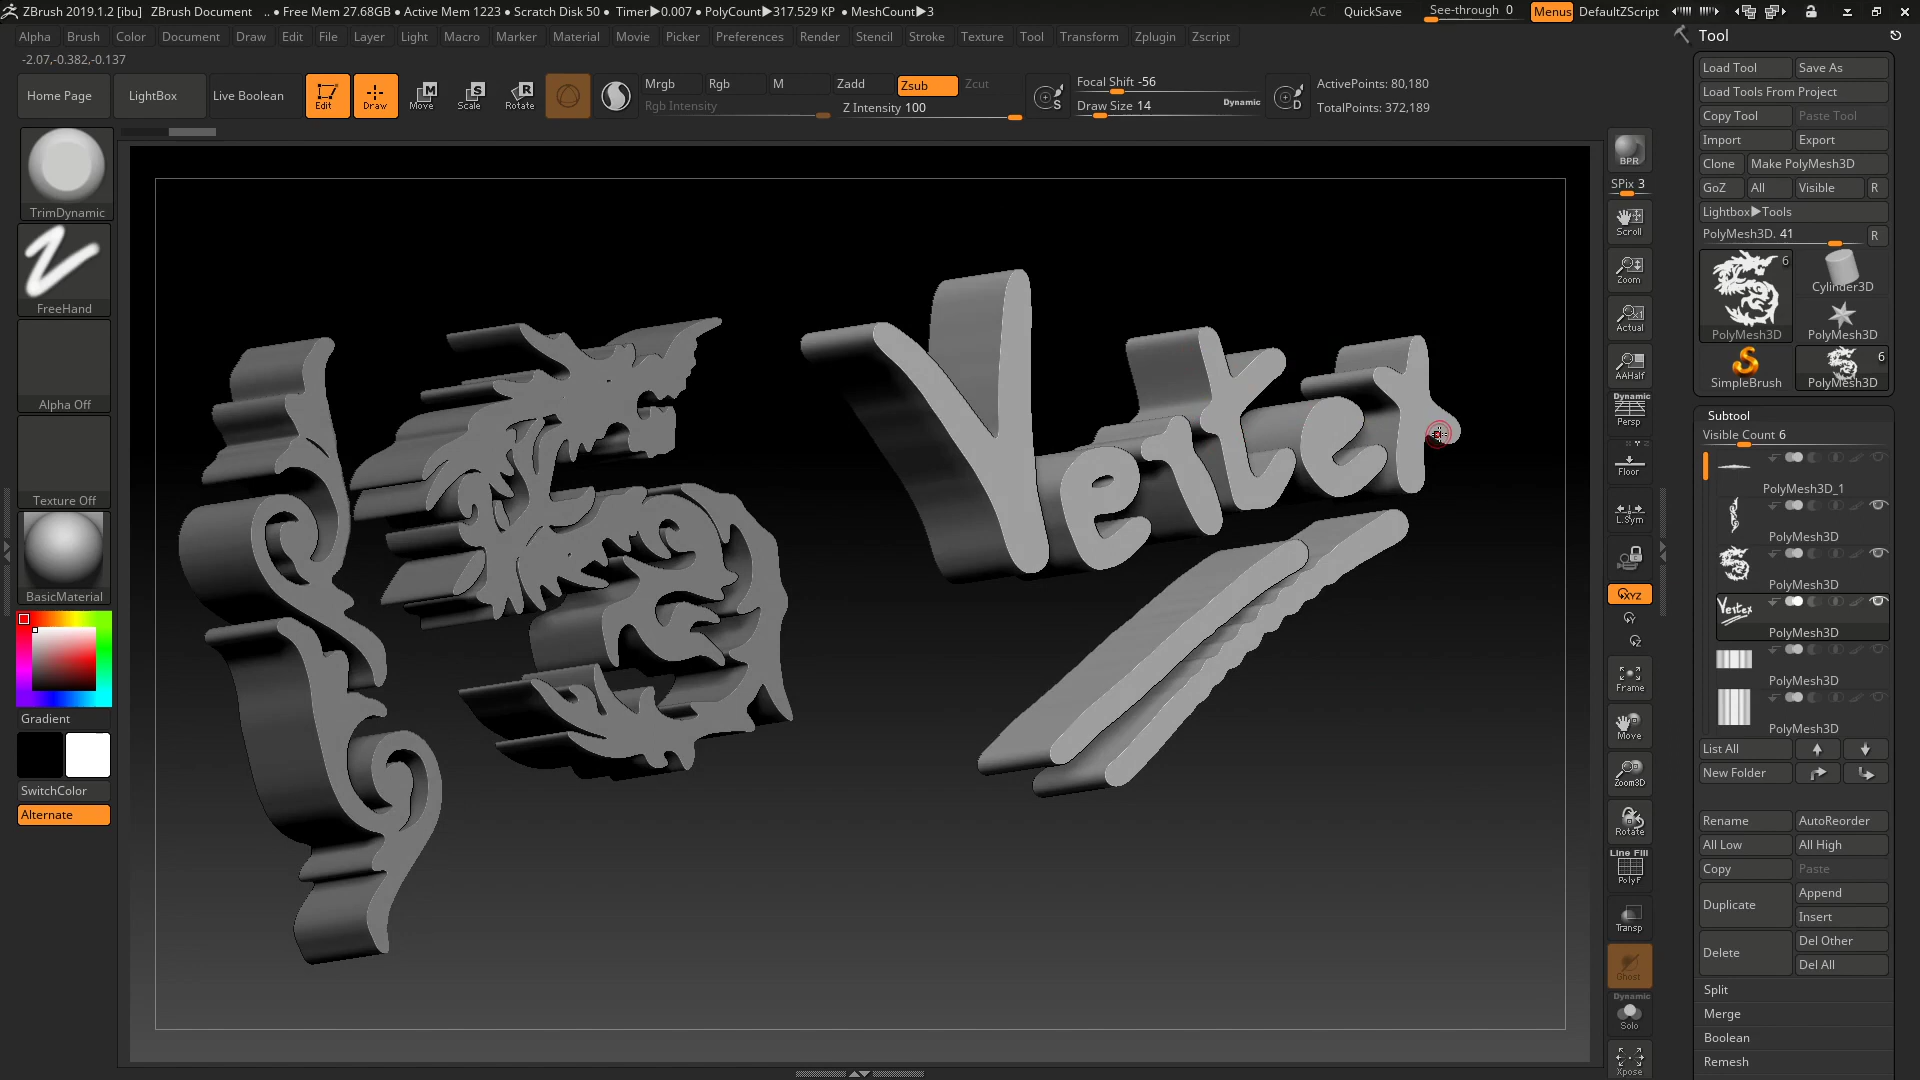 ZBrush 2019.1.2 [ibu] ZBrush Document .. ● Free Mem 27.68GB ● Active Mem 1223 ● Scratch Disk 50 ● Timer▶0.007 ● PolyCount▶317.529 KP ● MeshCount▶3 AC QuickSave See-through 0 Menus DefaultZScript
Alpha Brush Color Document Draw Edit File Layer Light Macro Marker Material Movie Picker Preferences Render Stencil Stroke Texture Tool Transform Zplugin Zscript
-2.07,-0.382,-0.137
Home Page LightBox Live Boolean Edit Draw Move Scale Rotate
Mrgb Rgb M Zadd Zsub Zcut
Rgb Intensity Z Intensity 100
Focal Shift -56
Draw Size 14 Dynamic
ActivePoints: 80,180
TotalPoints: 372,189
TrimDynamic
FreeHand
Alpha Off
Texture Off
BasicMaterial
Gradient
SwitchColor
Alternate
Vertex
BPR
SPix 3
Scroll
Zoom
Actual
AAHalf
Dynamic
Persp
Floor
L.Sym
XYZ
Y
Z
Frame
Move
Zoom3D
Rotate
Line Fill
PolyF
Transp
Ghost
Dynamic
Solo
Xpose
Tool
Load Tool Save As
Load Tools From Project
Copy Tool Paste Tool
Import Export
Clone Make PolyMesh3D
GoZ All Visible R
Lightbox▶Tools
PolyMesh3D. 41 R
6
Cylinder3D
PolyMesh3D PolyMesh3D
6
SimpleBrush PolyMesh3D
Subtool
Visible Count 6
PolyMesh3D_1
PolyMesh3D
PolyMesh3D
Vertex
PolyMesh3D
PolyMesh3D
PolyMesh3D
List All
New Folder
Rename AutoReorder
All Low All High
Copy Paste
Duplicate Append
Insert
Delete Del Other
Del All
Split
Merge
Boolean
Remesh